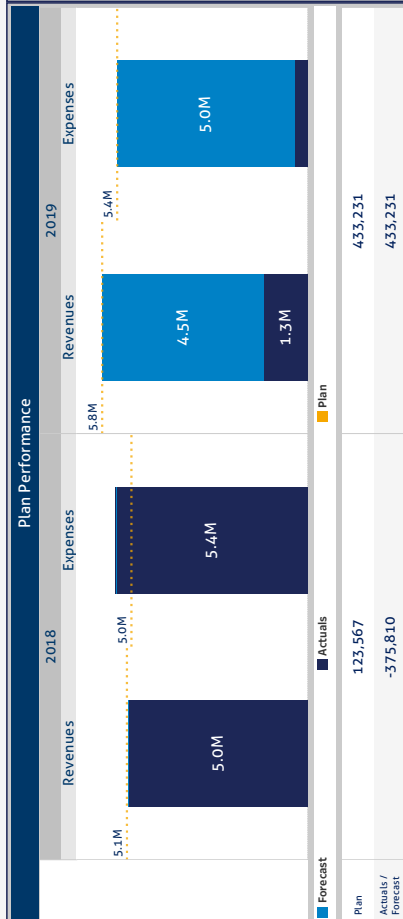 Plan Performance
2018
2019
Revenues
Expenses
Revenues
Expenses
5.1M
5.0M
5.8M
5.4M
5.0M
5.4M
4.5M
1.3M
5.0M
Forecast
Actuals
Plan
Plan
123,567
433,231
Actuals /
Forecast
-375,810
433,231